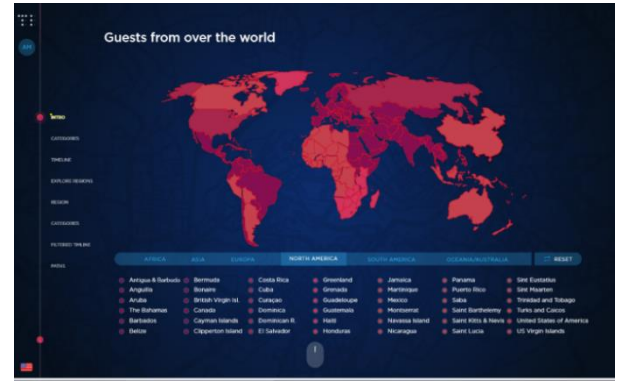 AM
Guests from over the world
INTRO
CATEGORIES
TIMELINE
EXPLORE REGIONS
REGION
CATEGORIES
FILTERED TIMELINE
AFRICA ASIA EUROPE NORTH AMERICA SOUTH AMERICA OCEANIA/AUSTRALIA RESET
Antigua & Barbuda Bermuda Costa Rica Greenland Jamaica Panama Sint Eustatius
Anguilla Bonaire Cuba Grenada Martinique Puerto Rico Sint Maarten
Aruba British Virgin Isl. Curaçao Guadeloupe Mexico Saba Trinidad and Tobago
The Bahamas Canada Dominica Guatemala Montserrat Saint Barthelemy Turks and Caicos
Barbados Cayman Islands Dominican R. Haiti Navassa Island Saint Kitts & Nevis United States of America
Belize Clipperton Island El Salvador Honduras Nicaragua Saint Lucia US Virgin Islands